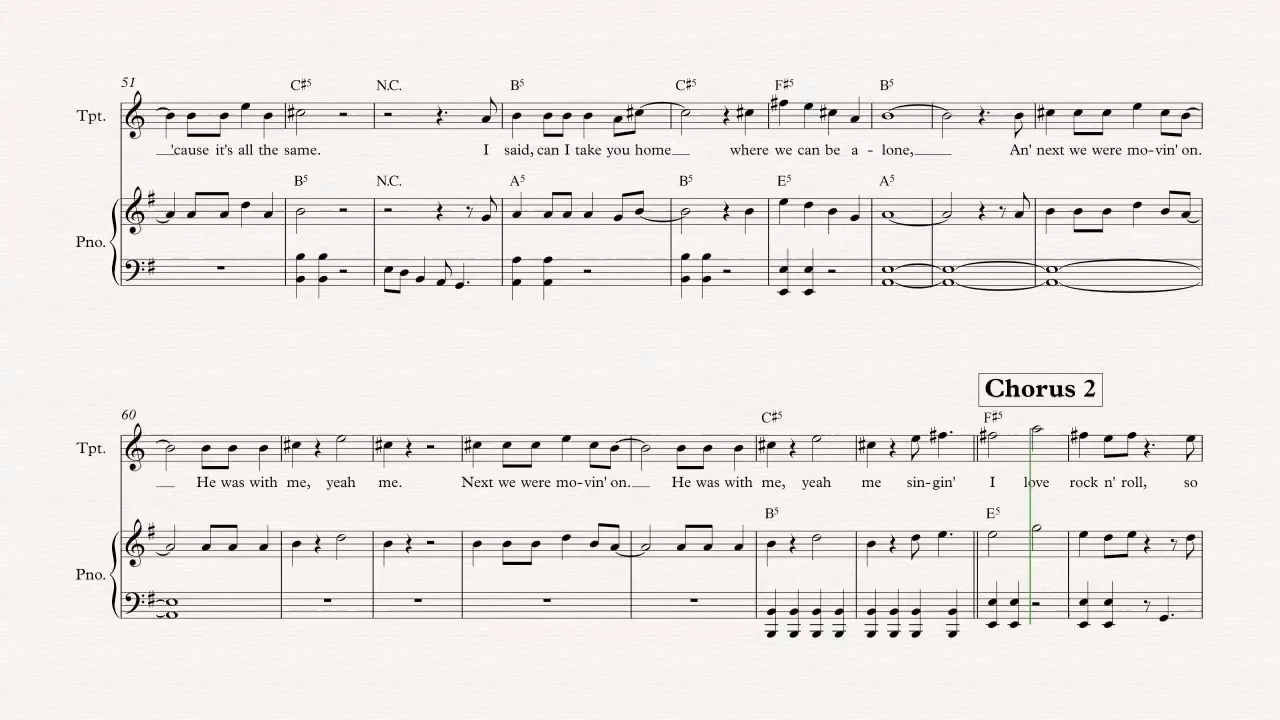 51
C♯5 N.C. B5 C♯5 F♯5 B5
Tpt.
'cause it's all the same. I said, can I take you home where we can be a - lone, An' next we were mo-vin' on.
B5 N.C. A5 B5 E5 A5
Pno.
Chorus 2
60
C♯5 F♯5
Tpt.
He was with me, yeah me. Next we were mo-vin' on. He was with me, yeah me sin-gin' I love rock n' roll, so
B5 E5
Pno.